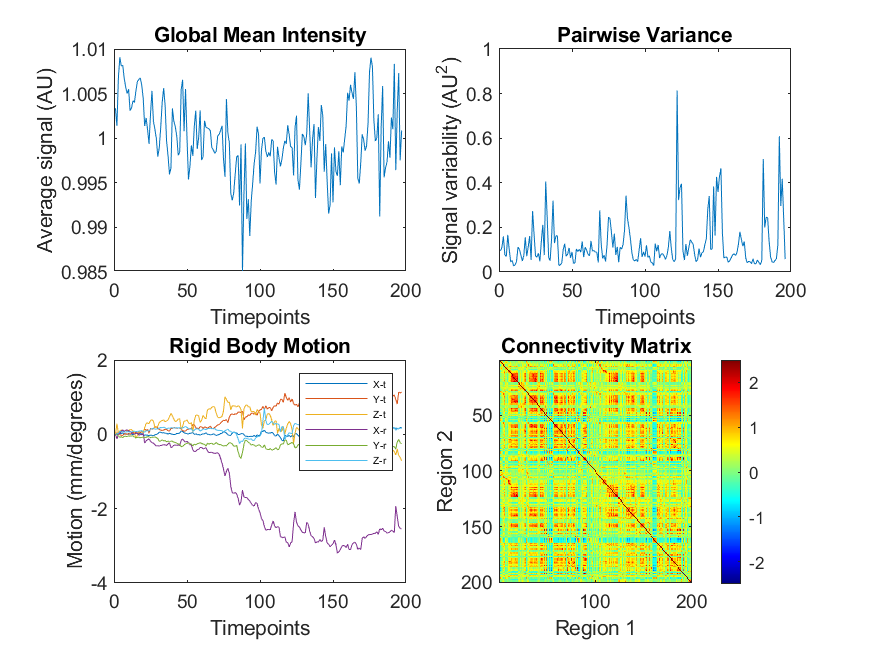 Global Mean Intensity
Average signal (AU)
1.01
1.005
1
0.995
0.99
0.985
0 50 100 150 200
Timepoints
Pairwise Variance
Signal variability (AU²)
1
0.8
0.6
0.4
0.2
0
0 50 100 150 200
Timepoints
Rigid Body Motion
Motion (mm/degrees)
2
0
-2
-4
0 50 100 150 200
Timepoints
X-t
Y-t
Z-t
X-r
Y-r
Z-r
Connectivity Matrix
Region 2
50
100
150
200
100 200
Region 1
2
1
0
-1
-2